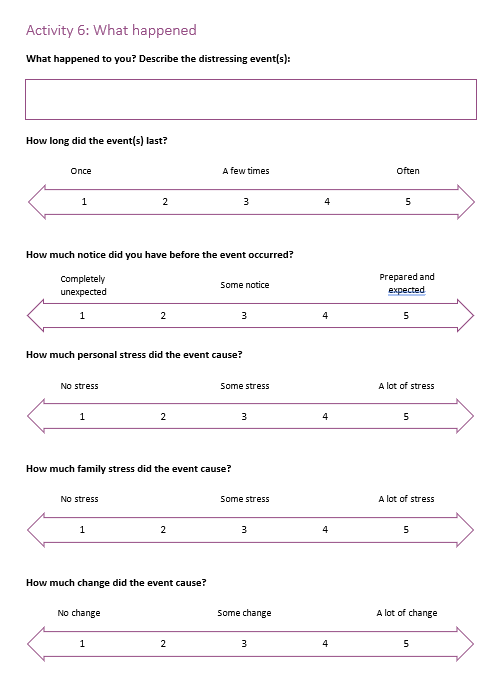 Activity 6: What happened
What happened to you? Describe the distressing event(s):
How long did the event(s) last?
Once A few times Often
1 2 3 4 5
How much notice did you have before the event occurred?
Completely unexpected Some notice Prepared and expected
1 2 3 4 5
How much personal stress did the event cause?
No stress Some stress A lot of stress
1 2 3 4 5
How much family stress did the event cause?
No stress Some stress A lot of stress
1 2 3 4 5
How much change did the event cause?
No change Some change A lot of change
1 2 3 4 5